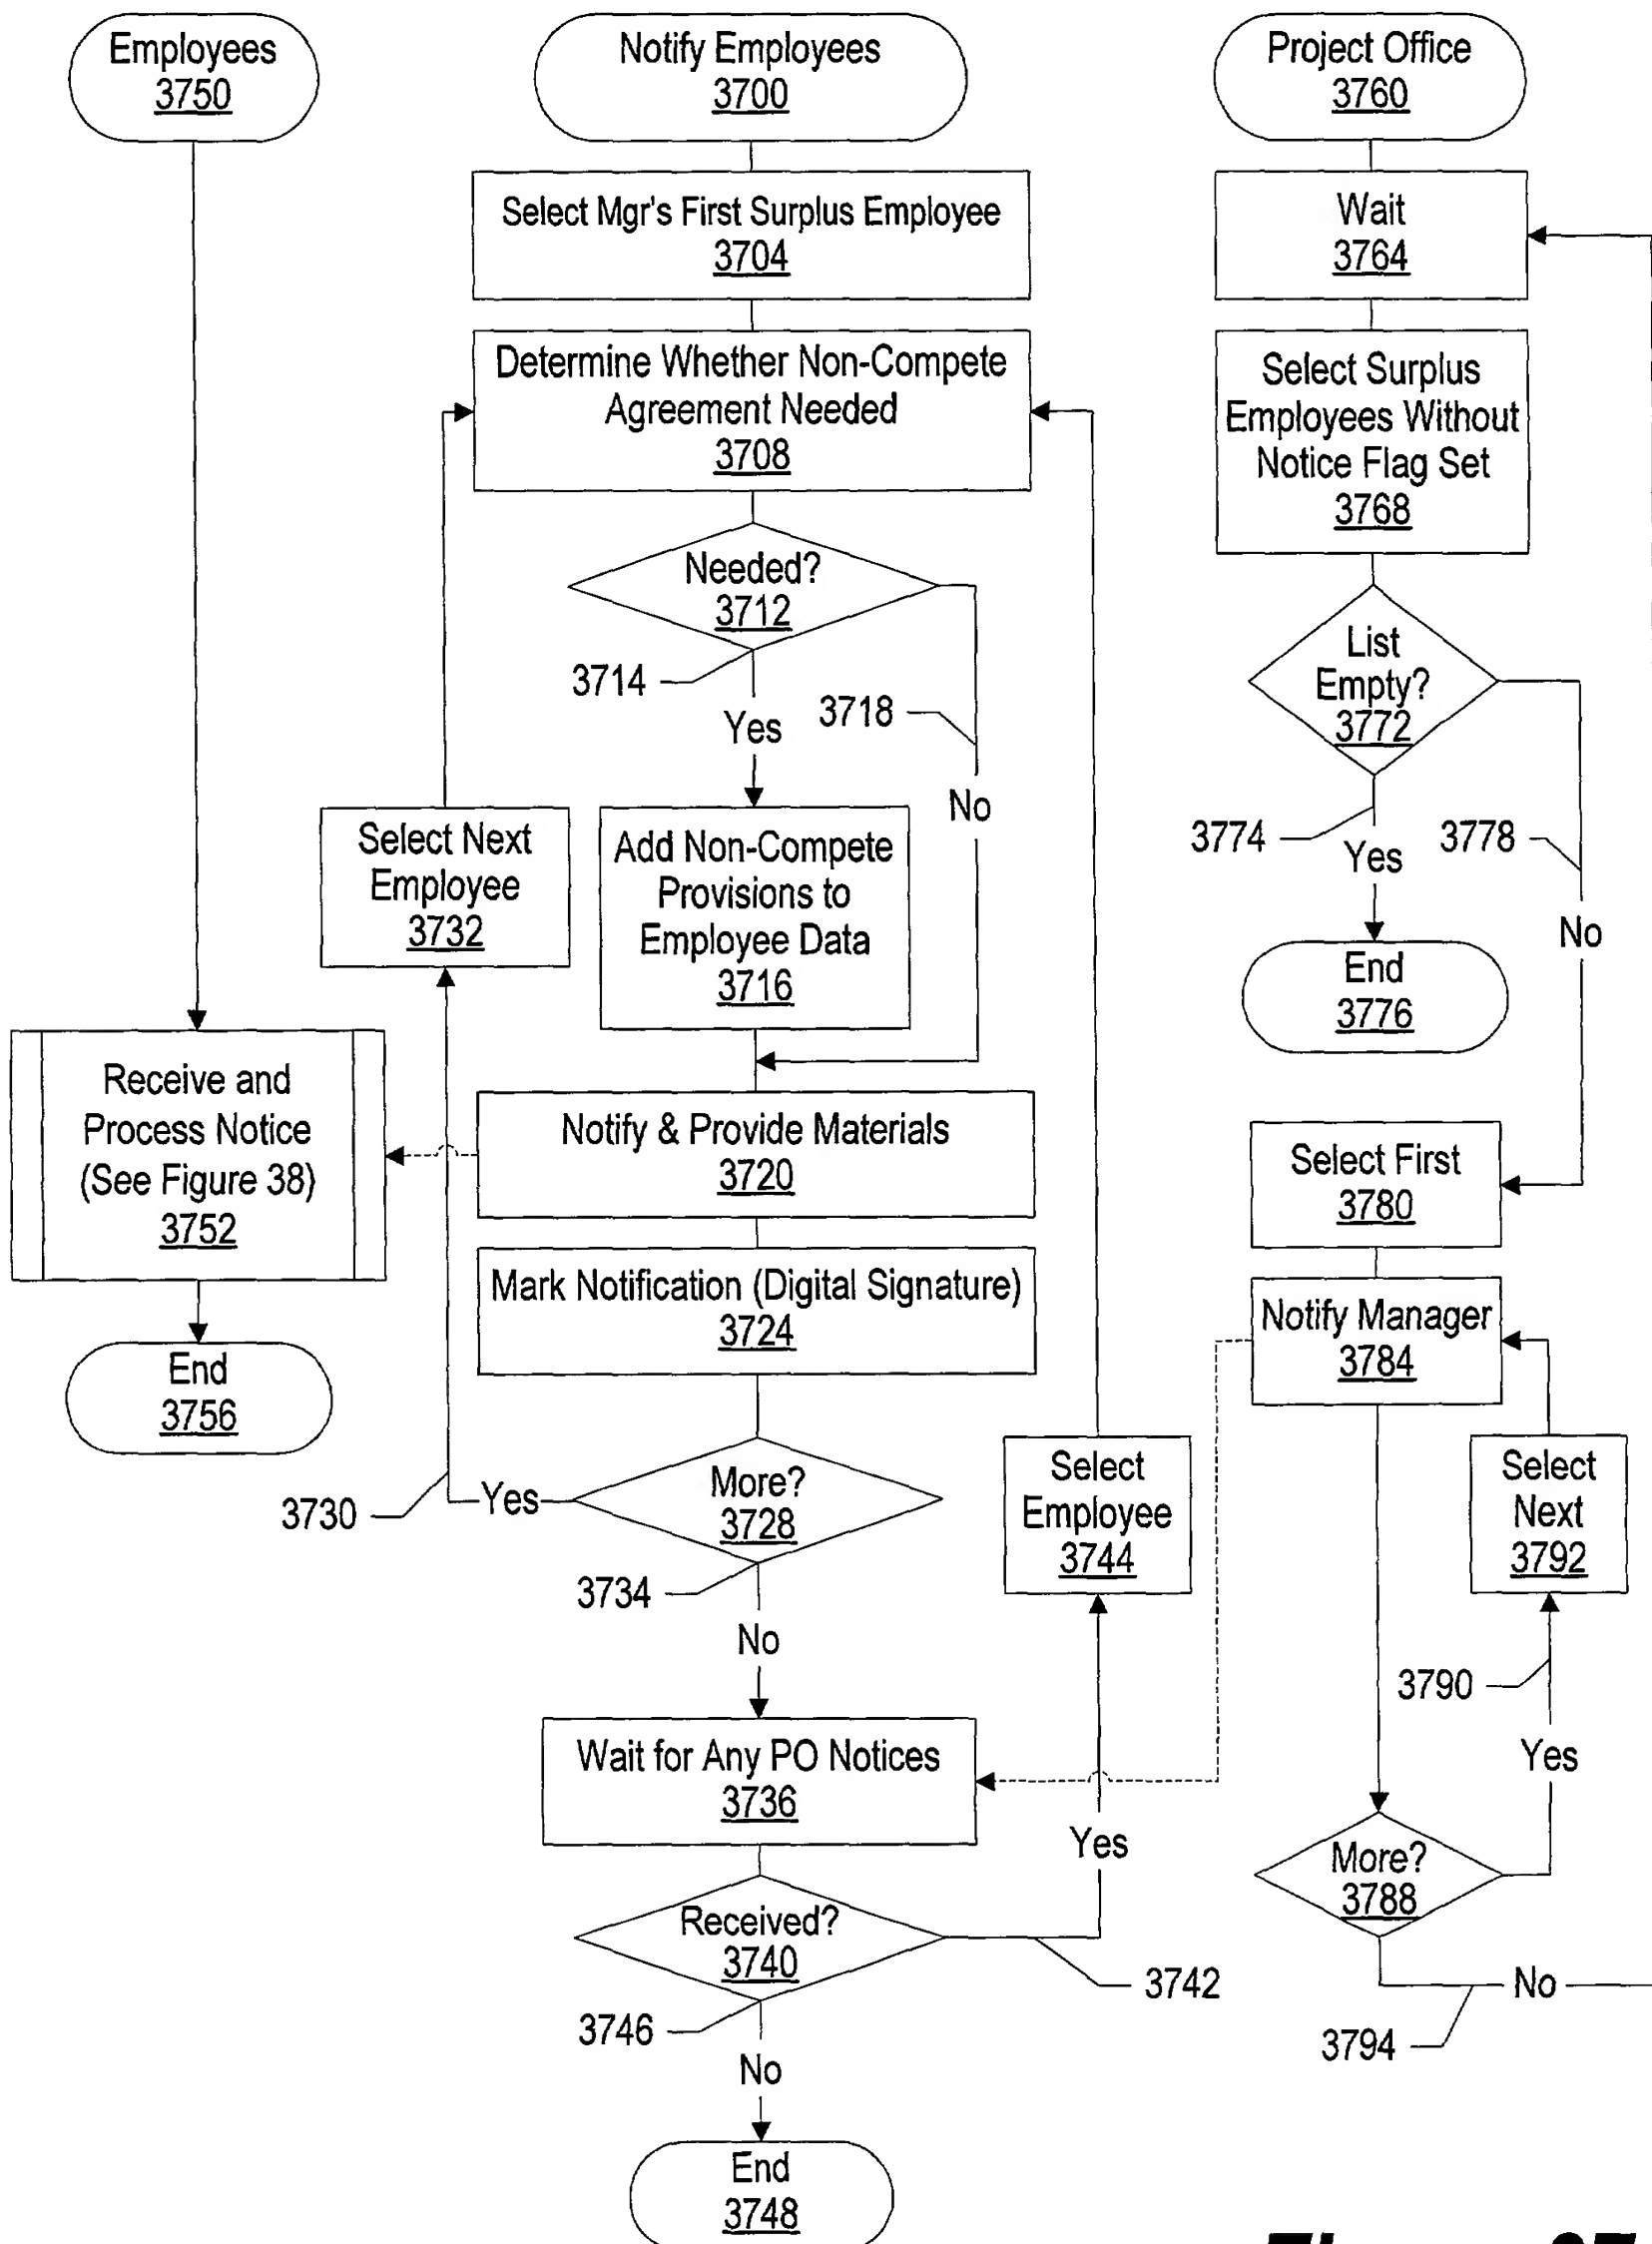 Employees
3750
Notify Employees
3700
Project Office
3760
Select Mgr's First Surplus Employee
3704
Wait
3764
Determine Whether Non-Compete
Agreement Needed
3708
Select Surplus
Employees Without
Notice Flag Set
3768
Needed?
3712
3714
Yes
3718
No
List
Empty?
3772
3774
Yes
3778
No
Select Next
Employee
3732
Add Non-Compete
Provisions to
Employee Data
3716
End
3776
Receive and
Process Notice
(See Figure 38)
3752
Notify & Provide Materials
3720
Select First
3780
Mark Notification (Digital Signature)
3724
Notify Manager
3784
End
3756
More?
3728
Yes
3730
3734
No
Select
Employee
3744
Select
Next
3792
3790
Yes
Wait for Any PO Notices
3736
Yes
More?
3788
Received?
3740
3742
No
3794
3746
No
End
3748